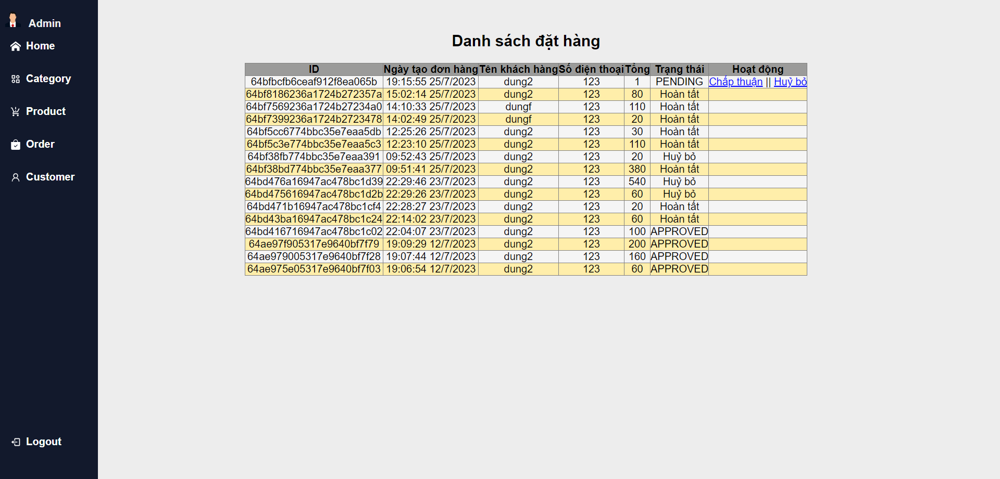 Admin
Home
Category
Product
Order
Customer
Logout
Danh sách đặt hàng
ID Ngày tạo đơn hàng Tên khách hàng Số điện thoại Tổng Trạng thái Hoạt động
64bfbcfb6ceaf912f8ea065b 19:15:55 25/7/2023 dung2 123 1 PENDING Chấp thuận || Huỷ bỏ
64bf8186236a1724b272357a 15:02:14 25/7/2023 dung2 123 80 Hoàn tất
64bf7569236a1724b27234a0 14:10:33 25/7/2023 dungf 123 110 Hoàn tất
64bf7399236a1724b2723478 14:02:49 25/7/2023 dungf 123 20 Hoàn tất
64bf5cc6774bbc35e7eaa5db 12:25:26 25/7/2023 dung2 123 30 Hoàn tất
64bf5c3e774bbc35e7eaa5c3 12:23:10 25/7/2023 dung2 123 110 Hoàn tất
64bf38fb774bbc35e7eaa391 09:52:43 25/7/2023 dung2 123 20 Huỷ bỏ
64bf38bd774bbc35e7eaa377 09:51:41 25/7/2023 dung2 123 380 Hoàn tất
64bd476a16947ac478bc1d39 22:29:46 23/7/2023 dung2 123 540 Huỷ bỏ
64bd475616947ac478bc1d2b 22:29:26 23/7/2023 dung2 123 60 Huỷ bỏ
64bd471b16947ac478bc1cf4 22:28:27 23/7/2023 dung2 123 20 Hoàn tất
64bd43ba16947ac478bc1c24 22:14:02 23/7/2023 dung2 123 60 Hoàn tất
64bd416716947ac478bc1c02 22:04:07 23/7/2023 dung2 123 100 APPROVED
64ae97f905317e9640bf7f79 19:09:29 12/7/2023 dung2 123 200 APPROVED
64ae979005317e9640bf7f28 19:07:44 12/7/2023 dung2 123 160 APPROVED
64ae975e05317e9640bf7f03 19:06:54 12/7/2023 dung2 123 60 APPROVED